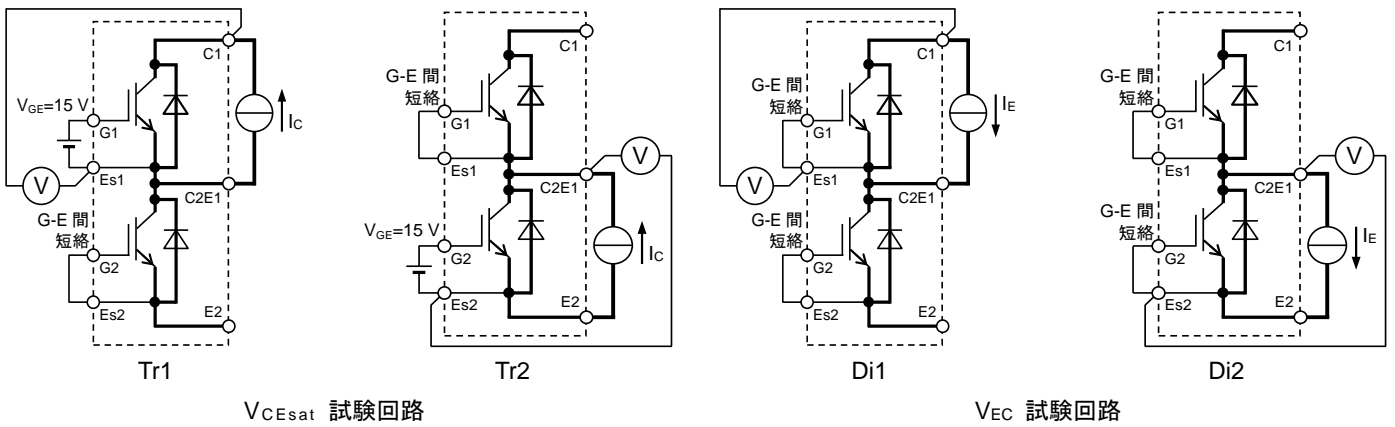 C1
V_GE=15 V
G1
I_C
V
Es1
C2E1
G-E 間
短絡
G2
Es2
E2
Tr1
C1
G-E 間
短絡
G1
V
Es1
C2E1
V_GE=15 V
G2
I_C
Es2
E2
Tr2
V_CEsat 試験回路
C1
G-E 間
短絡
G1
I_E
V
Es1
C2E1
G-E 間
短絡
G2
Es2
E2
Di1
C1
G-E 間
短絡
G1
V
Es1
C2E1
G-E 間
短絡
G2
I_E
Es2
E2
Di2
V_EC 試験回路